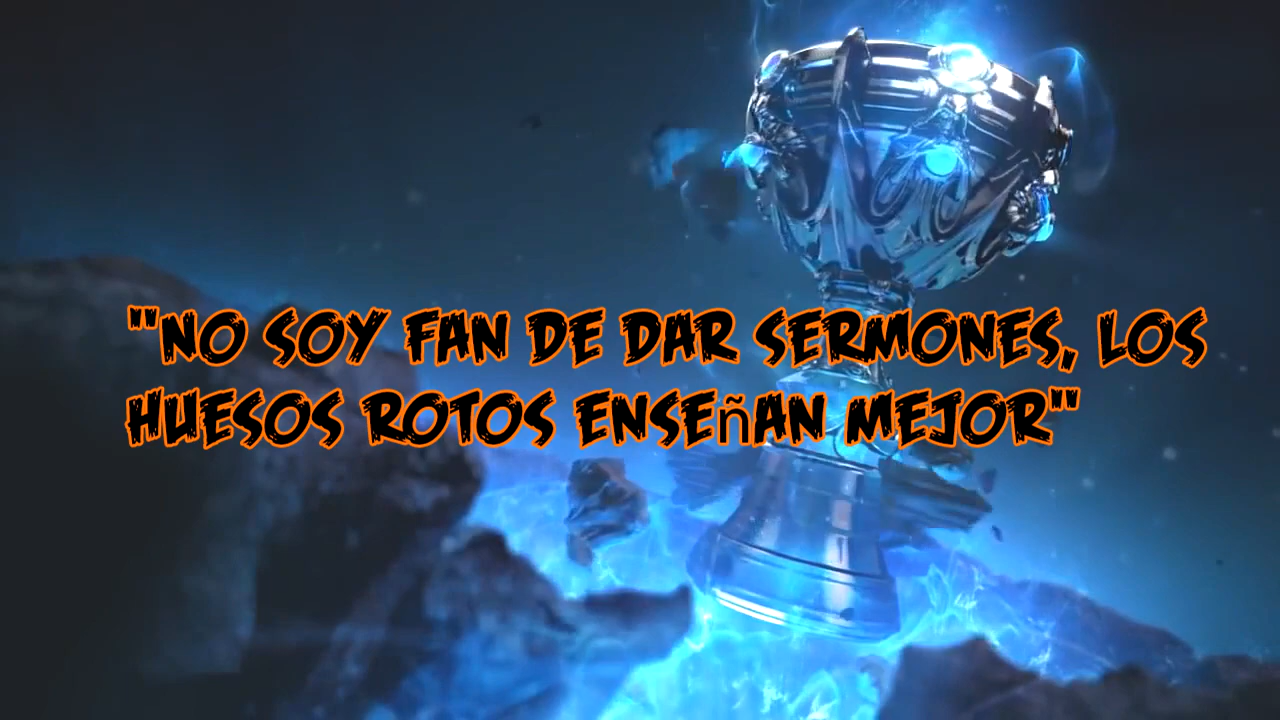 "NO SOY FAN DE DAR SERMONES, LOS
HUESOS ROTOS ENSEñAN MEJOR"